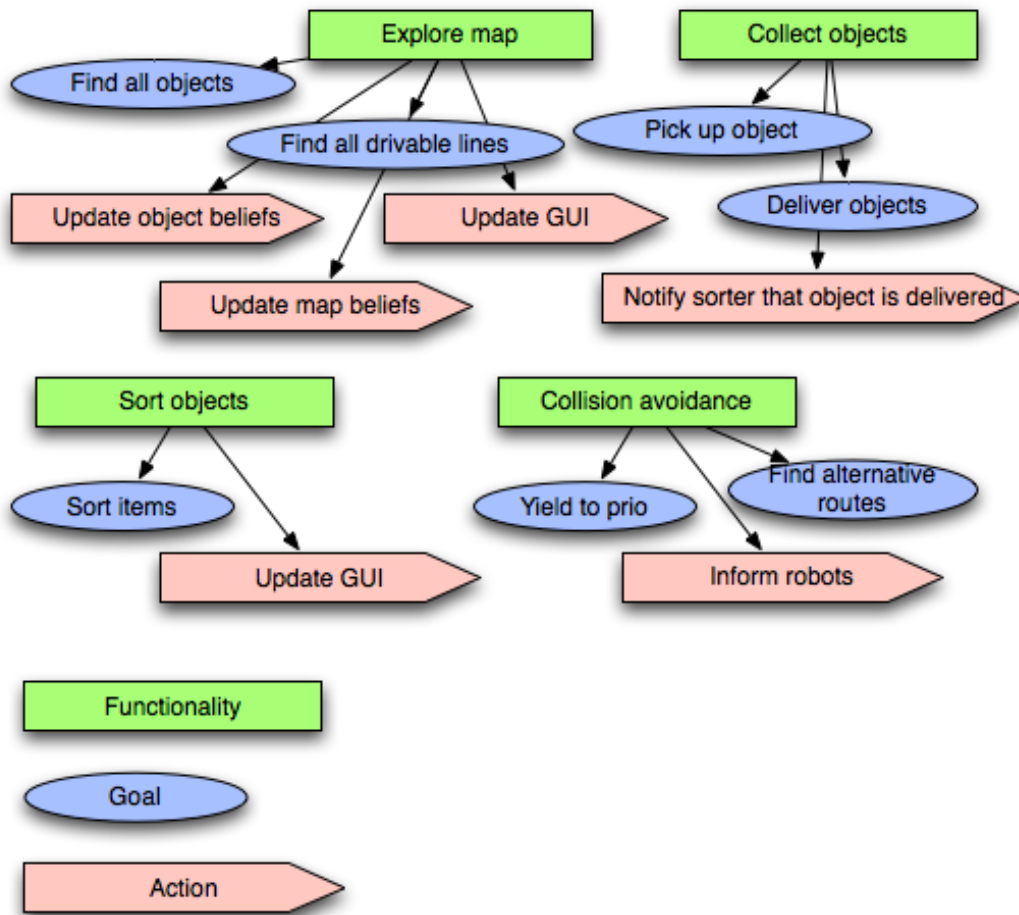 Explore map
Collect objects
Find all objects
Pick up object
Find all drivable lines
Update object beliefs
Update GUI
Deliver objects
Update map beliefs
Notify sorter that object is delivered
Sort objects
Collision avoidance
Sort items
Yield to prio
Find alternative
routes
Update GUI
Inform robots
Functionality
Goal
Action